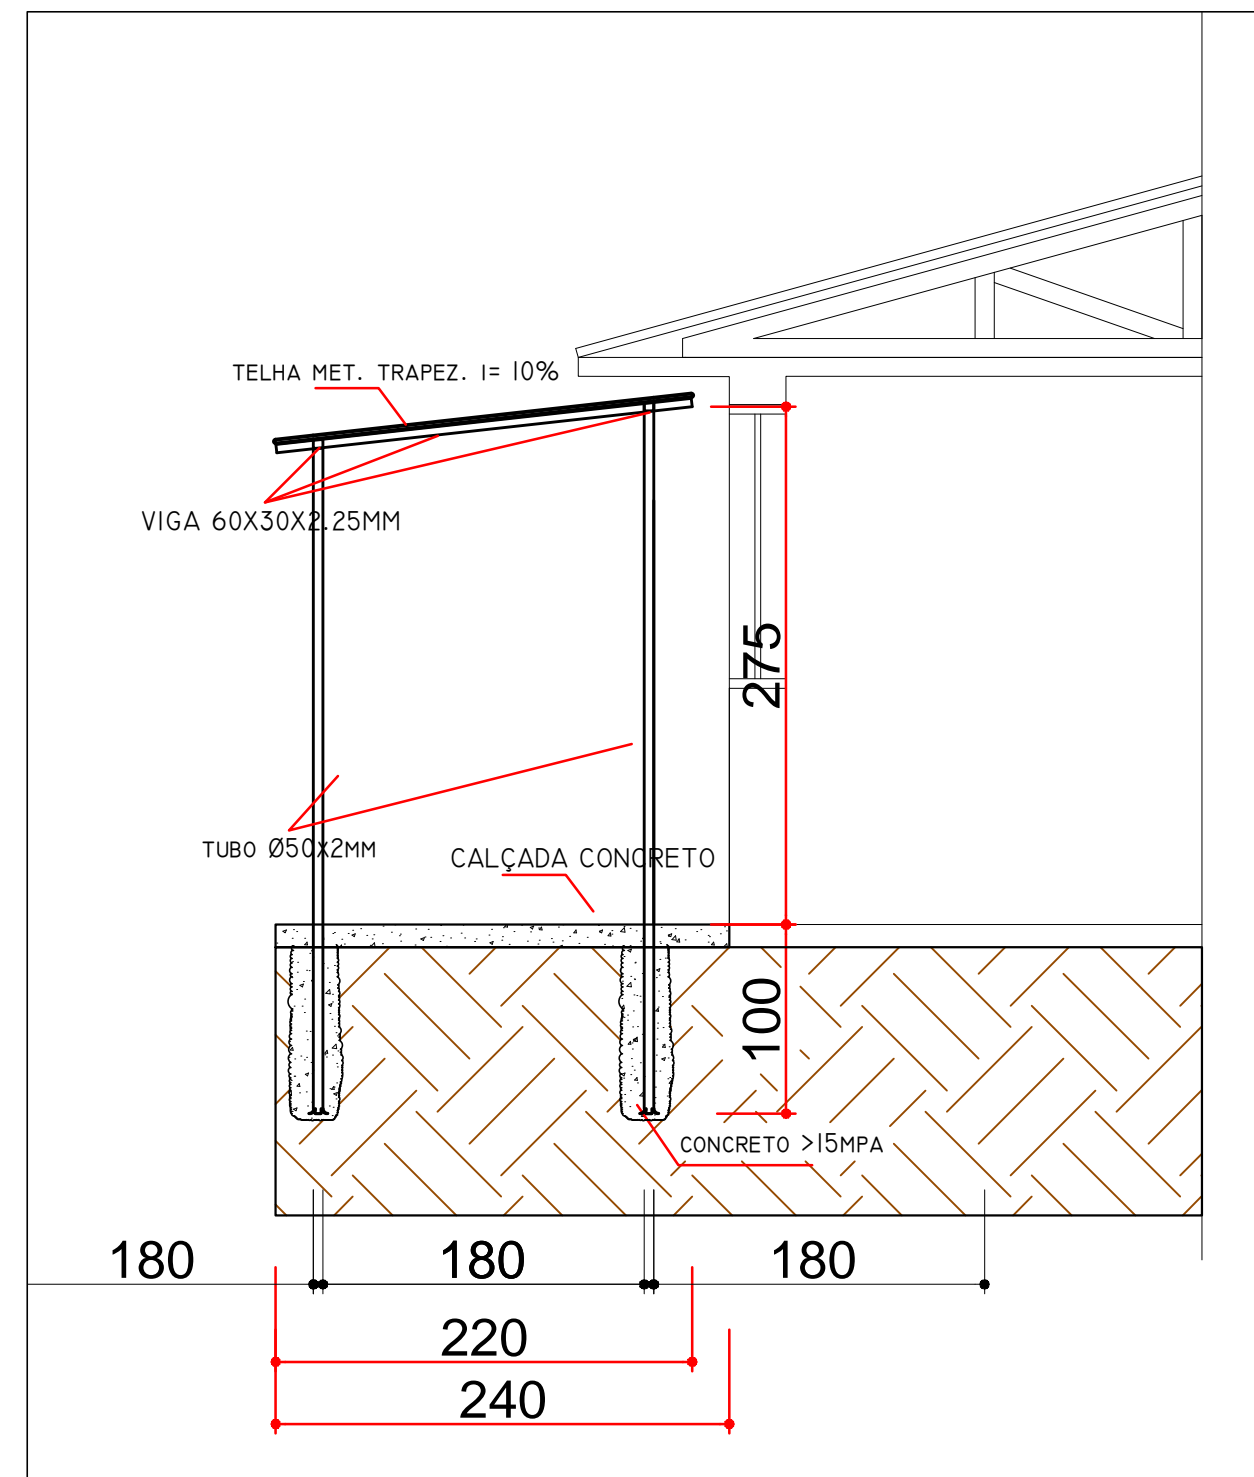 TELHA MET. TRAPEZ. I= 10%
VIGA 60X30X2.25MM
275
TUBO Ø50X2MM
CALÇADA CONCRETO
100
CONCRETO >15MPA
180
180
180
220
240